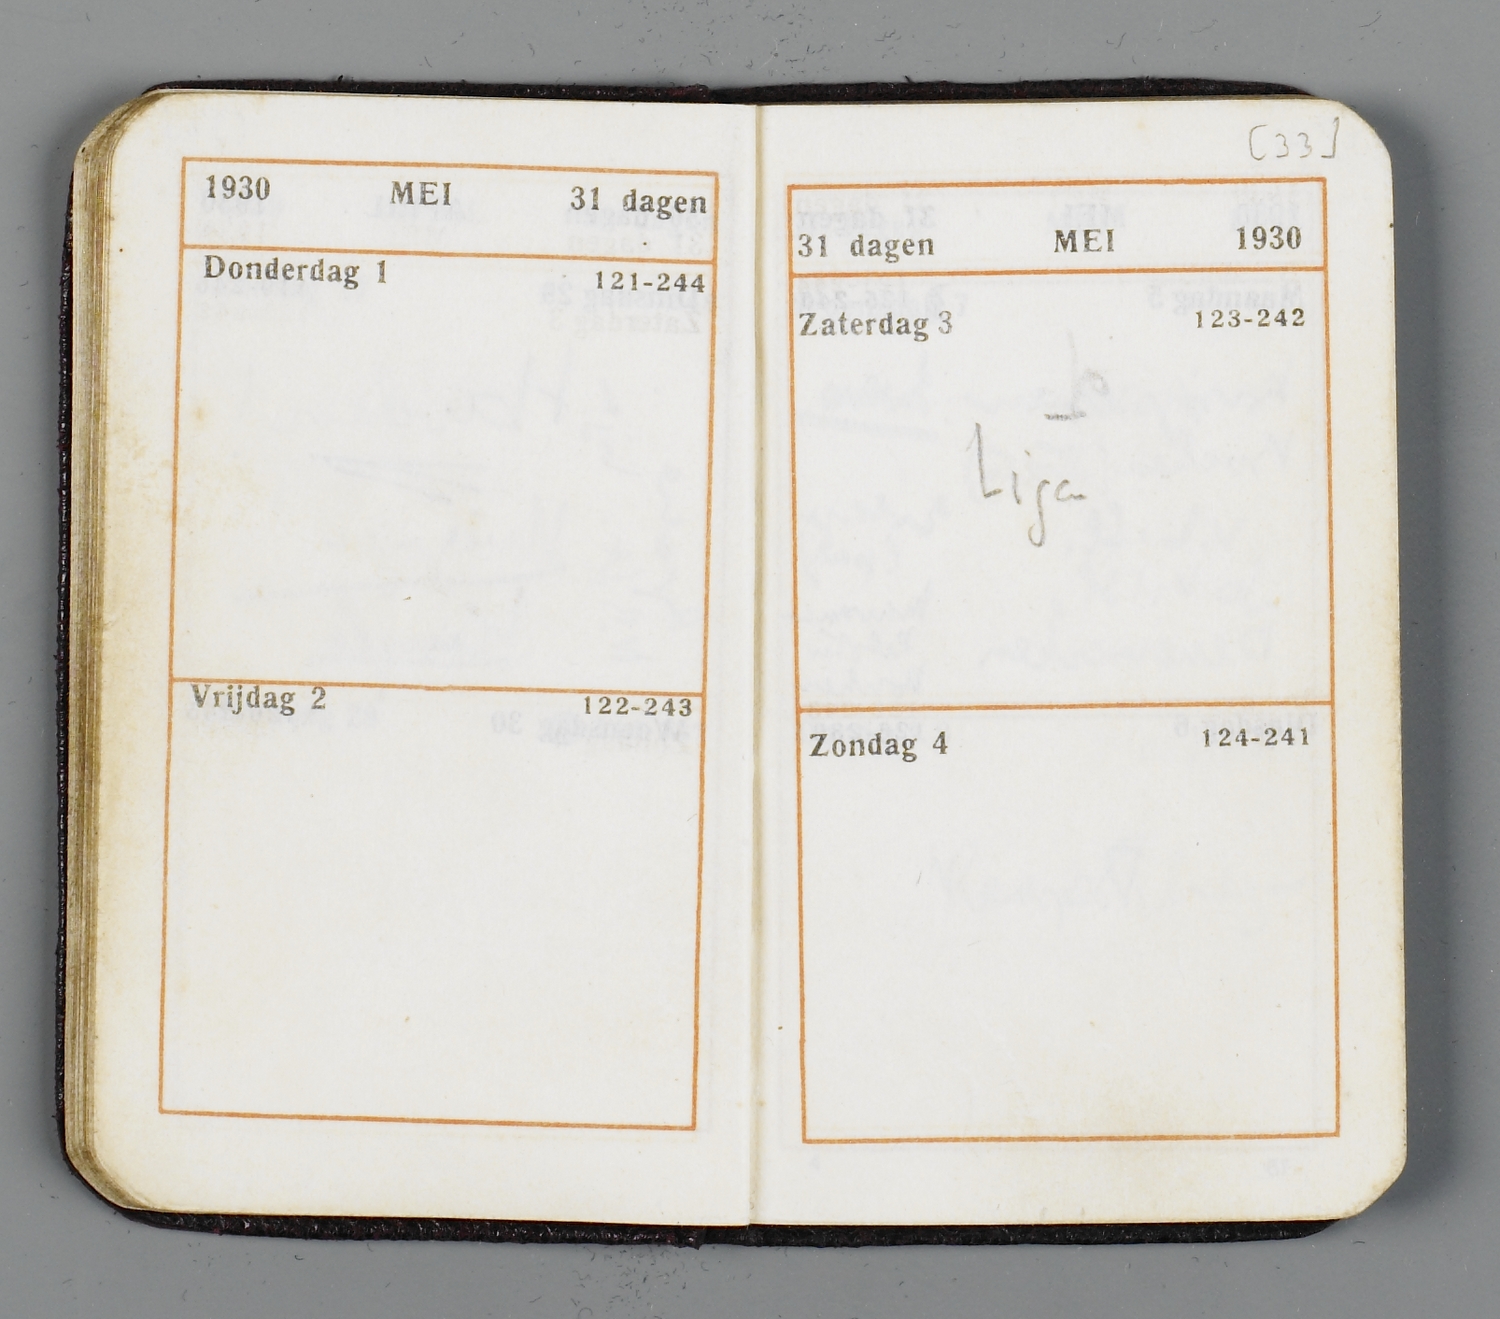 1930 MEI 31 dagen
Donderdag 1 121-244
Vrijdag 2 122-243
[33]
31 dagen MEI 1930
Zaterdag 3 123-242
Liga
Zondag 4 124-241